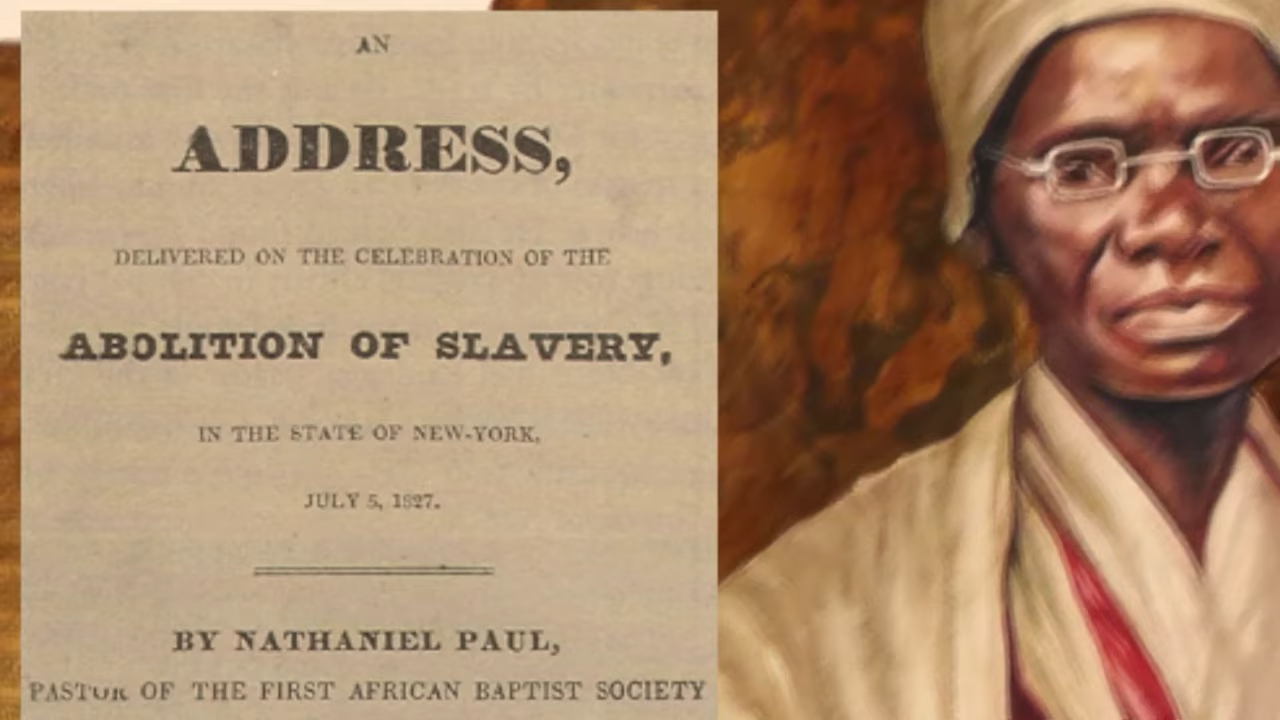 AN
ADDRESS,
DELIVERED ON THE CELEBRATION OF THE
ABOLITION OF SLAVERY,
IN THE STATE OF NEW-YORK,
JULY 5, 1827.
BY NATHANIEL PAUL,
PASTOR OF THE FIRST AFRICAN BAPTIST SOCIETY